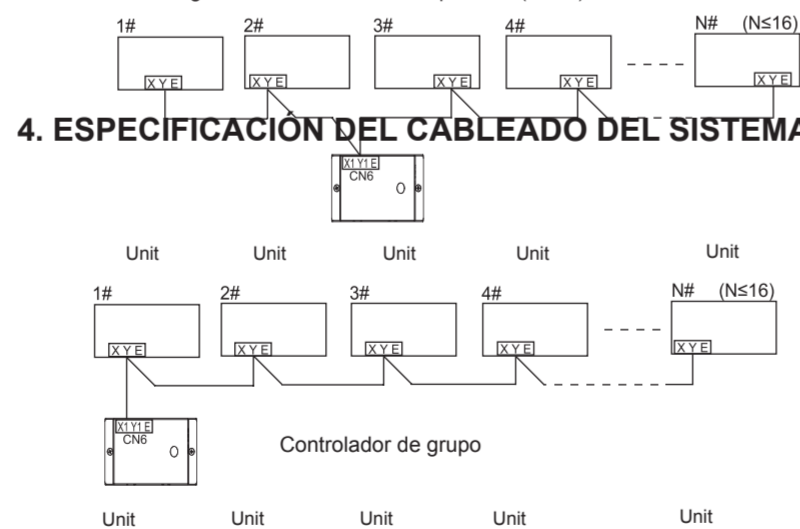 1# 2# 3# 4# N# (N≤16)
X Y E X Y E X Y E X Y E X Y E
4. ESPECIFICACIÓN DEL CABLEADO DEL SISTEMA
X1 Y1 E
CN6
Unit Unit Unit Unit Unit
1# 2# 3# 4# N# (N≤16)
X Y E X Y E X Y E X Y E X Y E
X1 Y1 E
CN6
Controlador de grupo
Unit Unit Unit Unit Unit